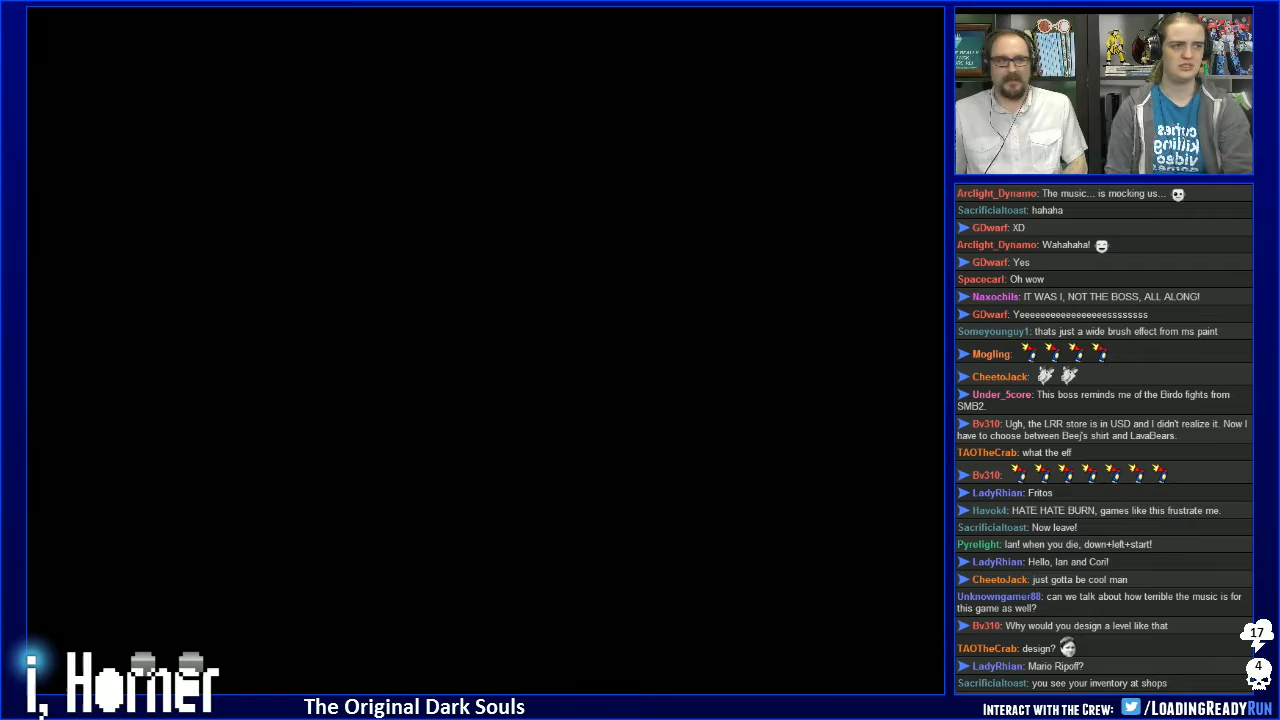 Arclight_Dynamo: The music... is mocking us...
Sacrificialtoast: hahaha
GDwarf: XD
Arclight_Dynamo: Wahahaha!
GDwarf: Yes
Spacecarl: Oh wow
Naxochils: IT WAS I, NOT THE BOSS, ALL ALONG!
GDwarf: Yeeeeeeeeeeeeeeeessssssss
Someyounguy1: thats just a wide brush effect from ms paint
Mogling:
CheetoJack:
Under_5core: This boss reminds me of the Birdo fights from
SMB2.
Bv310: Ugh, the LRR store is in USD and I didn't realize it. Now I
have to choose between Beej's shirt and LavaBears.
TAOTheCrab: what the eff
Bv310:
LadyRhian: Fritos
Havok4: HATE HATE BURN, games like this frustrate me.
Sacrificialtoast: Now leave!
Pyrelight: Ian! when you die, down+left+start!
LadyRhian: Hello, Ian and Cori!
CheetoJack: just gotta be cool man
Unknowngamer88: can we talk about how terrible the music is for
this game as well?
Bv310: Why would you design a level like that
TAOTheCrab: design?
LadyRhian: Mario Ripoff?
Sacrificialtoast: you see your inventory at shops
17
4
i, Horner
The Original Dark Souls
INTERACT WITH THE CREW: /LOADINGREADYRUN